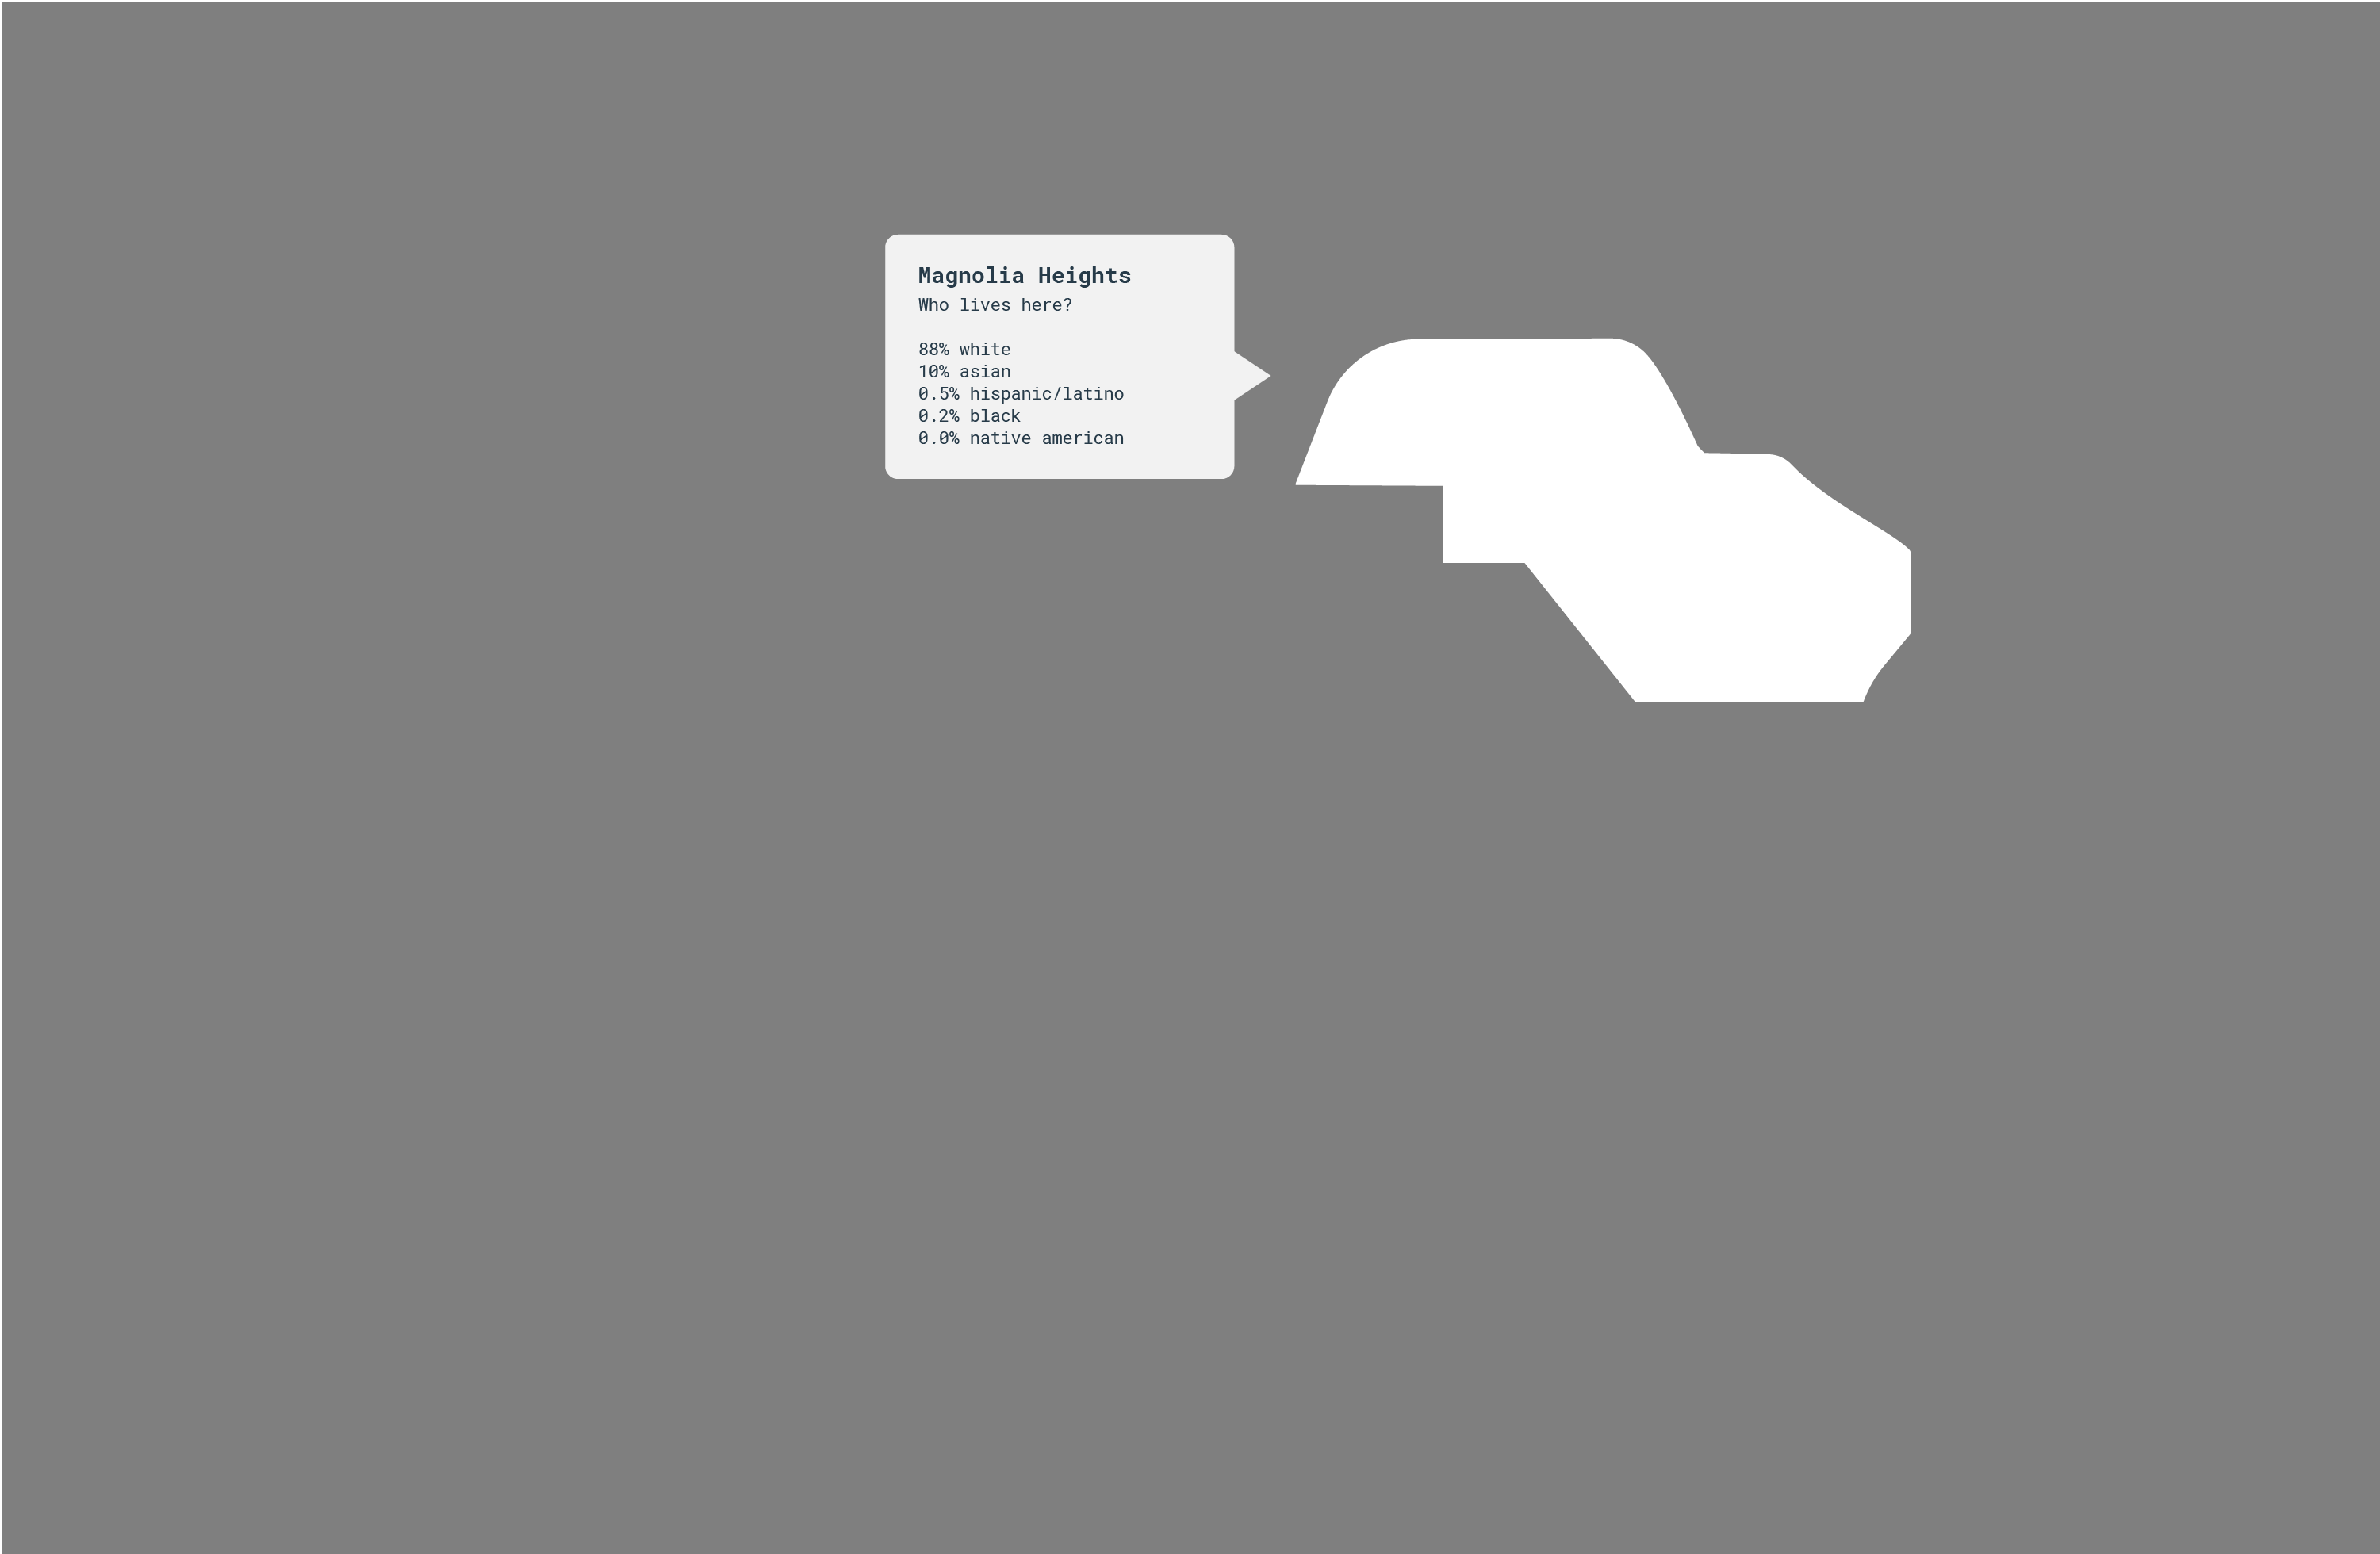 Magnolia Heights
Who lives here?
88% white
10% asian
0.5% hispanic/latino
0.2% black
0.0% native american